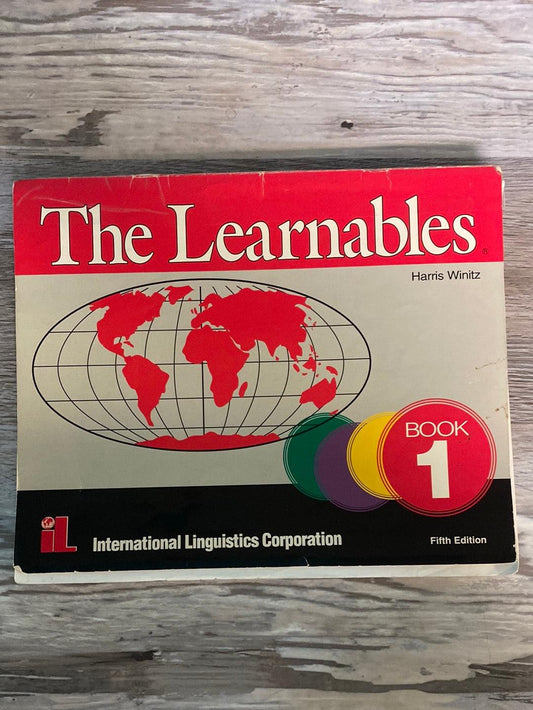 The Learnables®
Harris Winitz
BOOK
1
iL
International Linguistics Corporation
Fifth Edition